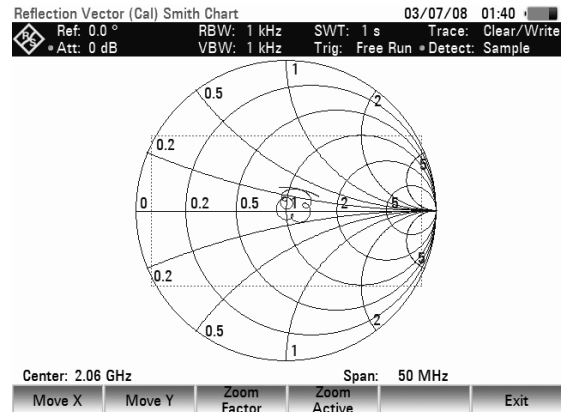 Reflection Vector (Cal) Smith Chart 03/07/08 01:40
R&S Ref: 0.0 ° RBW: 1 kHz SWT: 1 s Trace: Clear/Write
• Att: 0 dB VBW: 1 kHz Trig: Free Run • Detect: Sample
1
0.5 2
0.2
5
0 0.2 0.5 1 2 5
0.2 5
0.5 2
1
Center: 2.06 GHz Span: 50 MHz
Move X Move Y Zoom Factor Zoom Active Exit